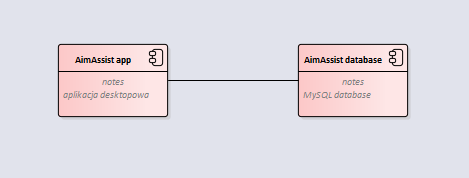 AimAssist app
notes
aplikacja desktopowa
AimAssist database
notes
MySQL database